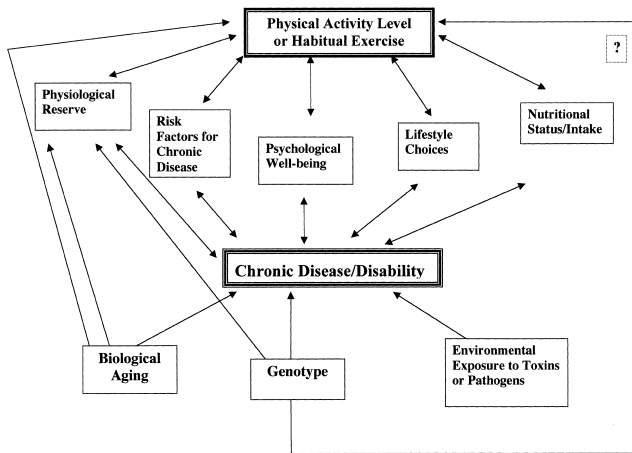 Physical Activity Level
or Habitual Exercise
?
Physiological
Reserve
Risk
Factors for
Chronic
Disease
Psychological
Well-being
Lifestyle
Choices
Nutritional
Status/Intake
Chronic Disease/Disability
Biological
Aging
Genotype
Environmental
Exposure to Toxins
or Pathogens